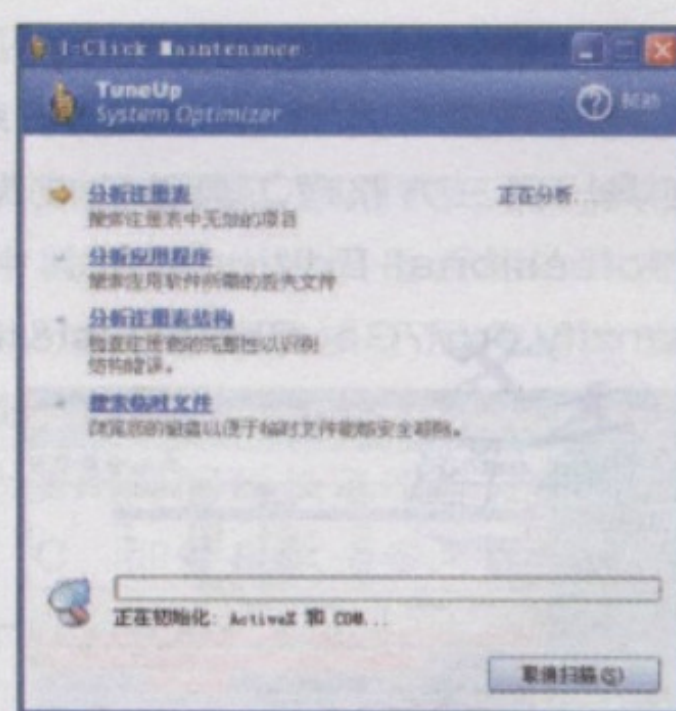 1-Click Maintenance
TuneUp
System Optimizer
帮助
分析注册表
正在分析
搜索注册表中无效的项目
分析应用程序
搜索应用软件所需的丢失文件
分析注册表结构
检查注册表的完整性以识别
结构错误。
搜索临时文件
浏览您的磁盘以便于临时文件能够安全删除。
正在初始化: ActiveX 和 COM...
取消扫描(S)